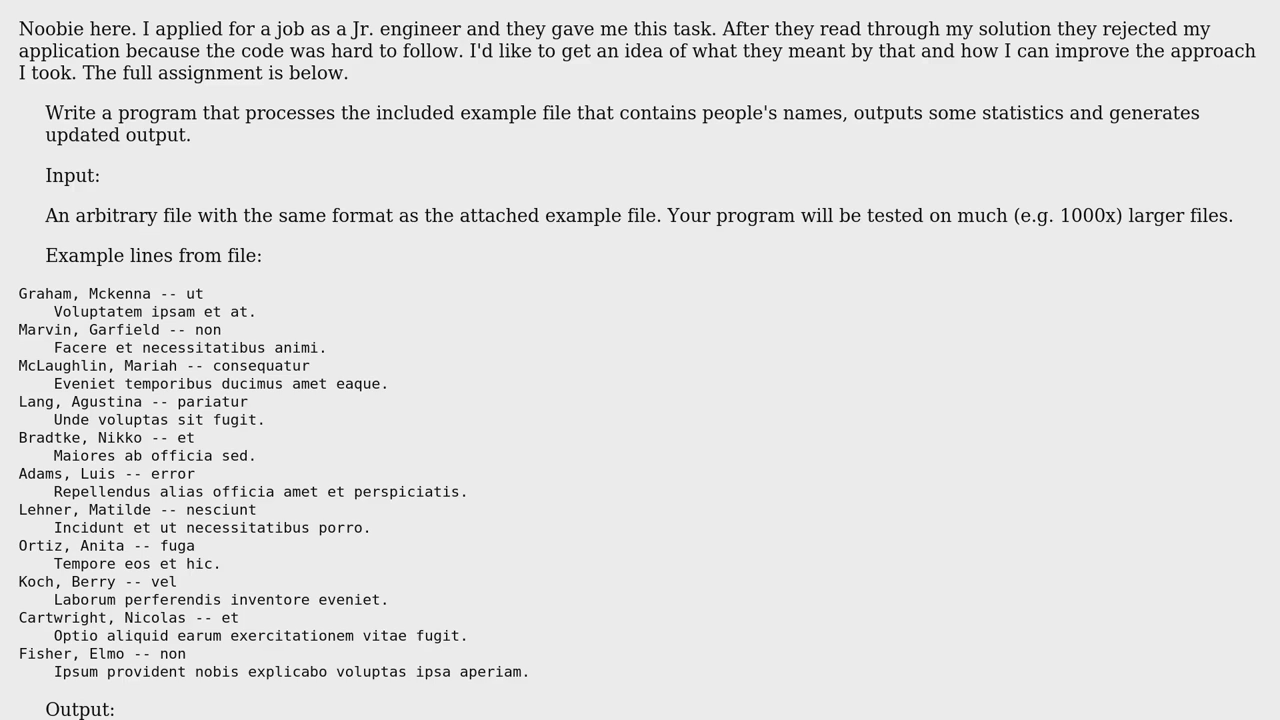 Noobie here. I applied for a job as a Jr. engineer and they gave me this task. After they read through my solution they rejected my
application because the code was hard to follow. I'd like to get an idea of what they meant by that and how I can improve the approach
I took. The full assignment is below.
Write a program that processes the included example file that contains people's names, outputs some statistics and generates
updated output.
Input:
An arbitrary file with the same format as the attached example file. Your program will be tested on much (e.g. 1000x) larger files.
Example lines from file:
Graham, Mckenna -- ut
    Voluptatem ipsam et at.
Marvin, Garfield -- non
    Facere et necessitatibus animi.
McLaughlin, Mariah -- consequatur
    Eveniet temporibus ducimus amet eaque.
Lang, Agustina -- pariatur
    Unde voluptas sit fugit.
Bradtke, Nikko -- et
    Maiores ab officia sed.
Adams, Luis -- error
    Repellendus alias officia amet et perspiciatis.
Lehner, Matilde -- nesciunt
    Incidunt et ut necessitatibus porro.
Ortiz, Anita -- fuga
    Tempore eos et hic.
Koch, Berry -- vel
    Laborum perferendis inventore eveniet.
Cartwright, Nicolas -- et
    Optio aliquid earum exercitationem vitae fugit.
Fisher, Elmo -- non
    Ipsum provident nobis explicabo voluptas ipsa aperiam.
Output: